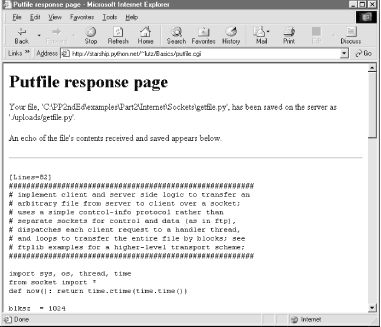 Putfile response page - Microsoft Internet Explorer
File Edit View Favorites Tools Help
Back Stop Refresh Home Search Favorites History Mail Print Discuss
Links » Address http://starship.python.net/~lutz/Basics/putfile.cgi Go
Putfile response page
Your file, 'C:\PP2ndEd\examples\Part2\Internet\Sockets\getfile.py', has been saved on the server as
'./uploads/getfile.py'.
An echo of the file's contents received and saved appears below.
[Lines=82]
########################################################
# implement client and server side logic to transfer an
# arbitrary file from server to client over a socket;
# uses a simple control-info protocol rather than
# separate sockets for control and data (as in ftp),
# dispatches each client request to a handler thread,
# and loops to transfer the entire file by blocks; see
# ftplib examples for a higher-level transport scheme;
########################################################
import sys, os, thread, time
from socket import *
def now(): return time.ctime(time.time())
blksz = 1024
Done Internet